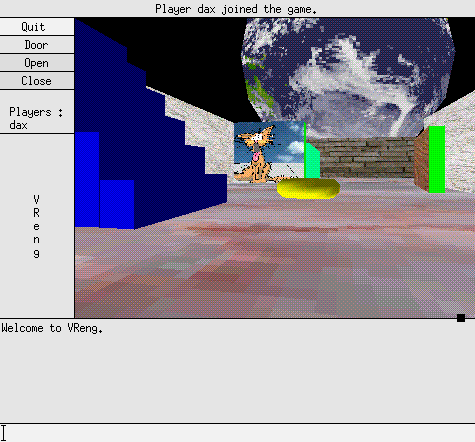 Player dax joined the game.
Quit
Door
Open
Close
Players :
dax
V
R
e
n
g
Welcome to VReng.